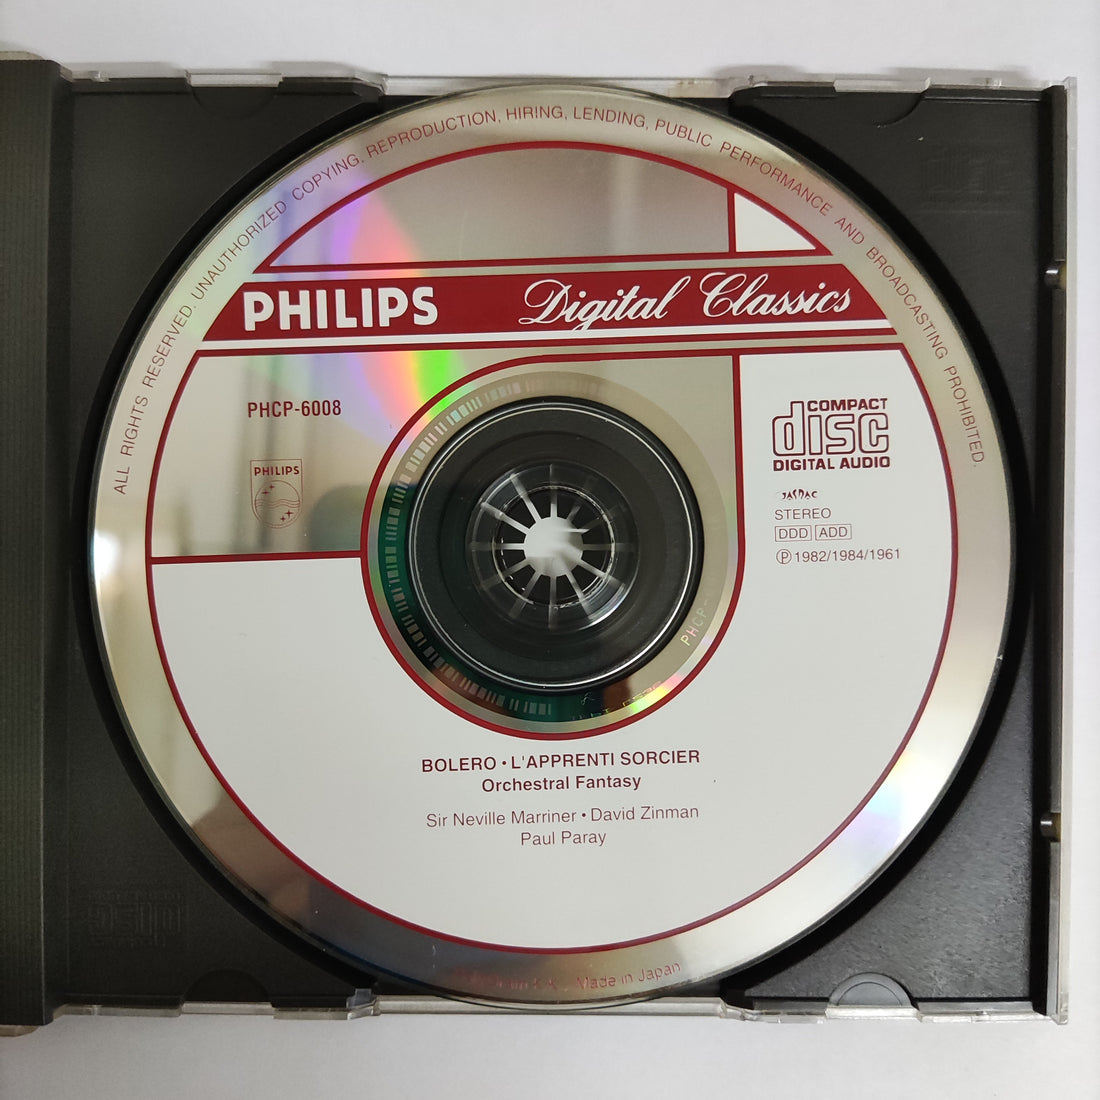 ALL RIGHTS RESERVED. UNAUTHORIZED COPYING, REPRODUCTION, HIRING, LENDING, PUBLIC PERFORMANCE AND BROADCASTING PROHIBITED.
PHILIPS Digital Classics
PHCP-6008
PHILIPS
COMPACT
disc
DIGITAL AUDIO
JASRAC
STEREO
DDD ADD
Ⓟ 1982/1984/1961
PHCP-
BOLERO • L'APPRENTI SORCIER
Orchestral Fantasy
Sir Neville Marriner • David Zinman
Paul Paray
K.K. Made in Japan